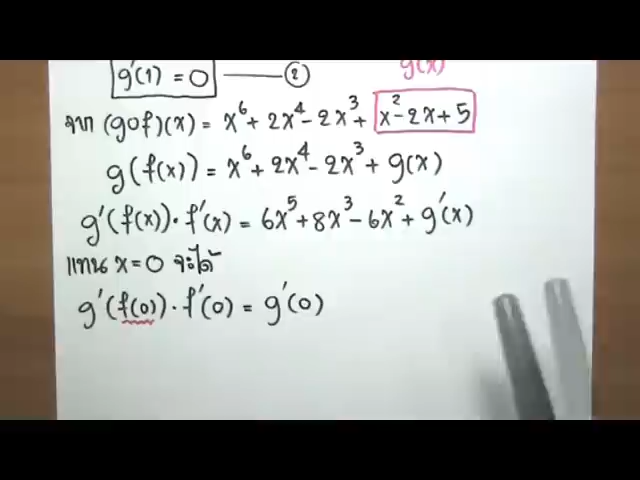 g'(1) = 0 —— ②
g(x)
จาก (gof)(x) = x⁶ + 2x⁴ - 2x³ + x² - 2x + 5
g(f(x)) = x⁶ + 2x⁴ - 2x³ + g(x)
g'(f(x)) · f'(x) = 6x⁵ + 8x³ - 6x² + g'(x)
แทน x = 0 จะได้
g'(f(0)) · f'(0) = g'(0)